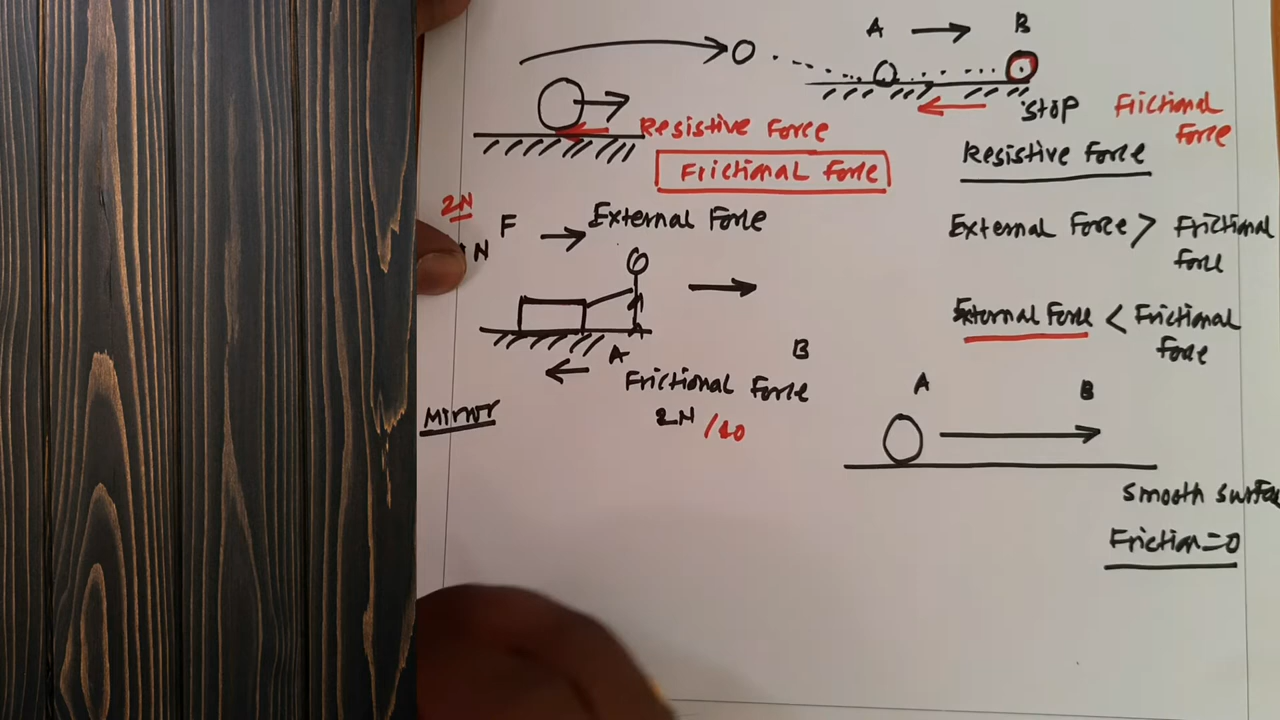 A B
Resistive Force
Frictional Force
Stop
Frictional
Force
Resistive Force
2N
F
N
External Force
External Force > Frictional
Force
External Force < Frictional
Force
A
B
Frictional Force
2N
Mirror
A B
Smooth
Friction=0